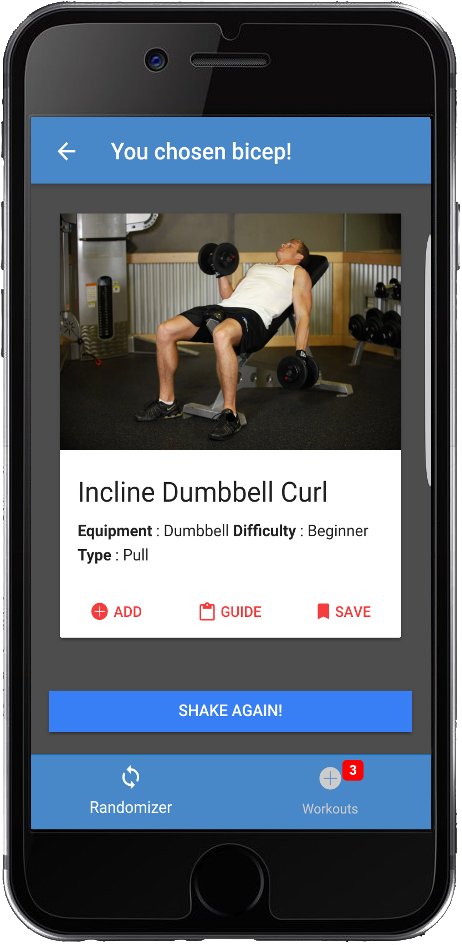 You chosen bicep!
Incline Dumbbell Curl
Equipment : Dumbbell Difficulty : Beginner
Type : Pull
ADD GUIDE SAVE
SHAKE AGAIN!
3
Randomizer Workouts